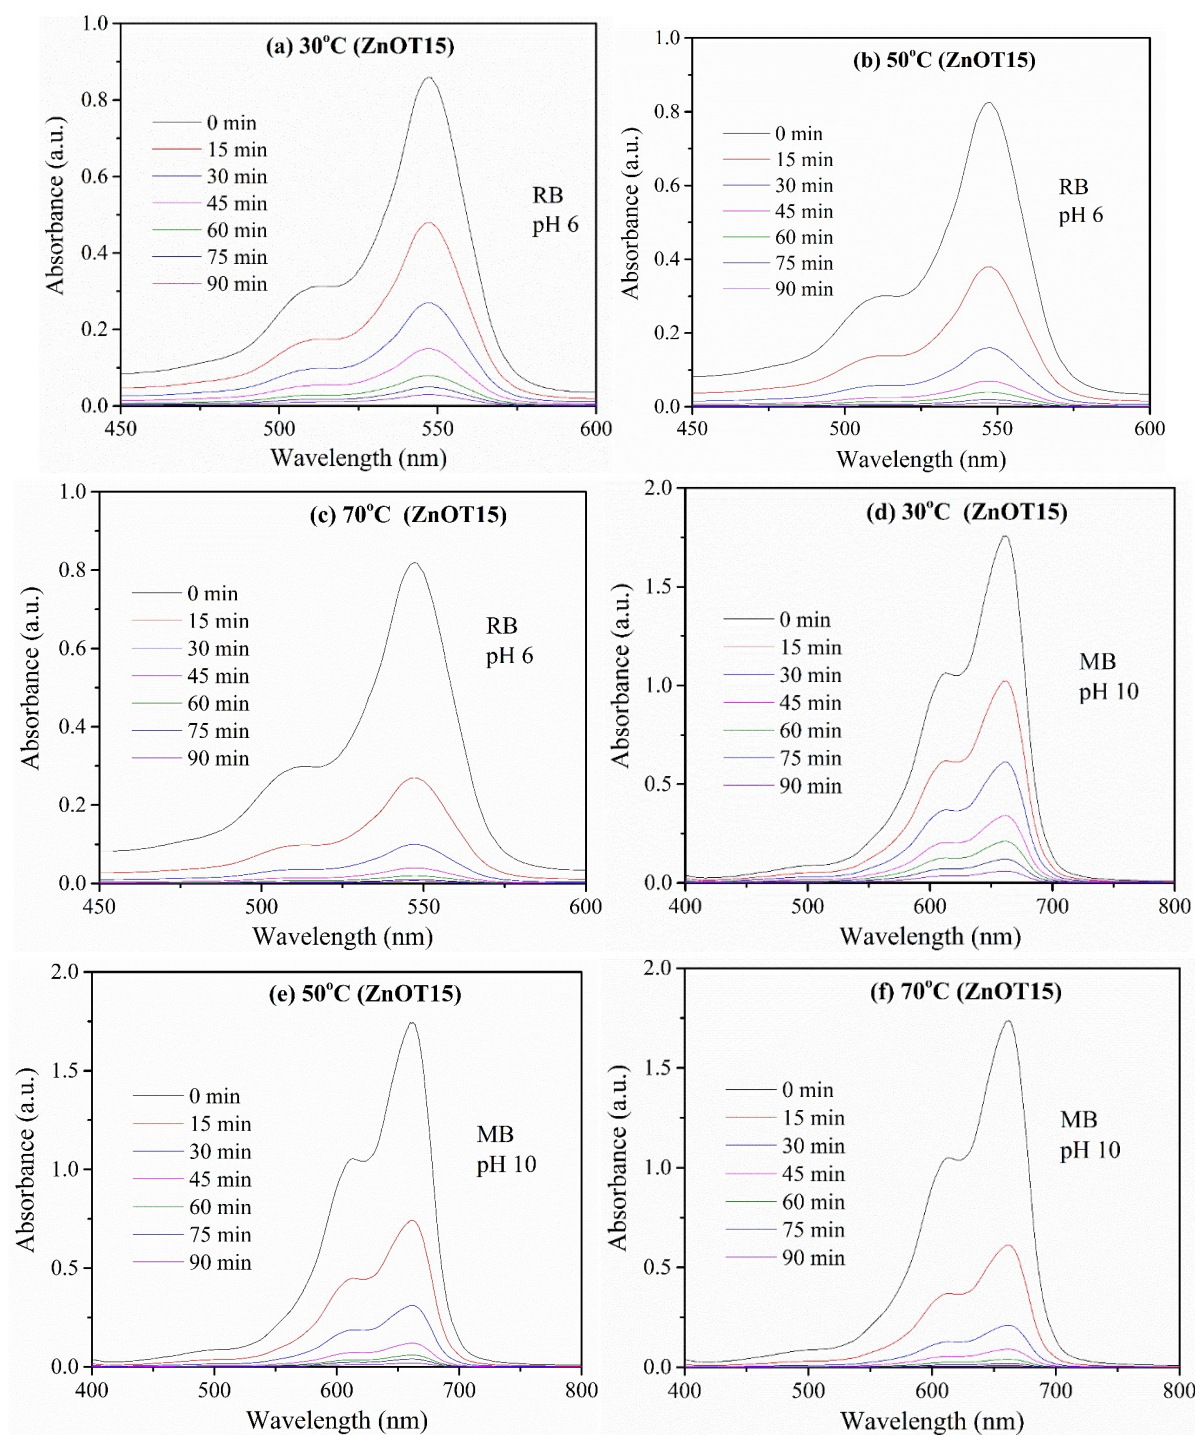 (a) 30°C (ZnOT15)
1.0
0.8
0.6
0.4
0.2
0.0
Absorbance (a.u.)
0 min
15 min
30 min
45 min
60 min
75 min
90 min
RB
pH 6
450 500 550 600
Wavelength (nm)
(b) 50°C (ZnOT15)
1.0
0.8
0.6
0.4
0.2
0.0
Absorbance (a.u.)
0 min
15 min
30 min
45 min
60 min
75 min
90 min
RB
pH 6
450 500 550 600
Wavelength (nm)
(c) 70°C (ZnOT15)
1.0
0.8
0.6
0.4
0.2
0.0
Absorbance (a.u.)
0 min
15 min
30 min
45 min
60 min
75 min
90 min
RB
pH 6
450 500 550 600
Wavelength (nm)
(d) 30°C (ZnOT15)
2.0
1.5
1.0
0.5
0.0
Absorbance (a.u.)
0 min
15 min
30 min
45 min
60 min
75 min
90 min
MB
pH 10
400 500 600 700 800
Wavelength (nm)
(e) 50°C (ZnOT15)
2.0
1.5
1.0
0.5
0.0
Absorbance (a.u.)
0 min
15 min
30 min
45 min
60 min
75 min
90 min
MB
pH 10
400 500 600 700 800
Wavelength (nm)
(f) 70°C (ZnOT15)
2.0
1.5
1.0
0.5
0.0
Absorbance (a.u.)
0 min
15 min
30 min
45 min
60 min
75 min
90 min
MB
pH 10
400 500 600 700 800
Wavelength (nm)